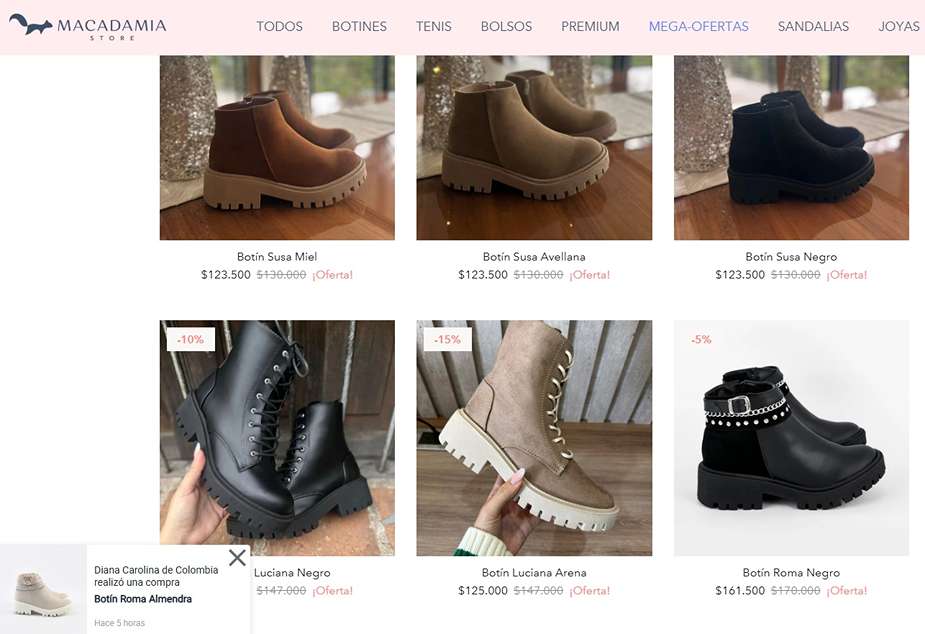 MACADAMIA
STORE
TODOS BOTINES TENIS BOLSOS PREMIUM MEGA-OFERTAS SANDALIAS JOYAS
Botín Susa Miel
$123.500 $130.000 ¡Oferta!
Botín Susa Avellana
$123.500 $130.000 ¡Oferta!
Botín Susa Negro
$123.500 $130.000 ¡Oferta!
-10%
-15%
-5%
Luciana Negro
$147.000 ¡Oferta!
Botín Luciana Arena
$125.000 $147.000 ¡Oferta!
Botín Roma Negro
$161.500 $170.000 ¡Oferta!
Diana Carolina de Colombia
realizó una compra
Botín Roma Almendra
Hace 5 horas